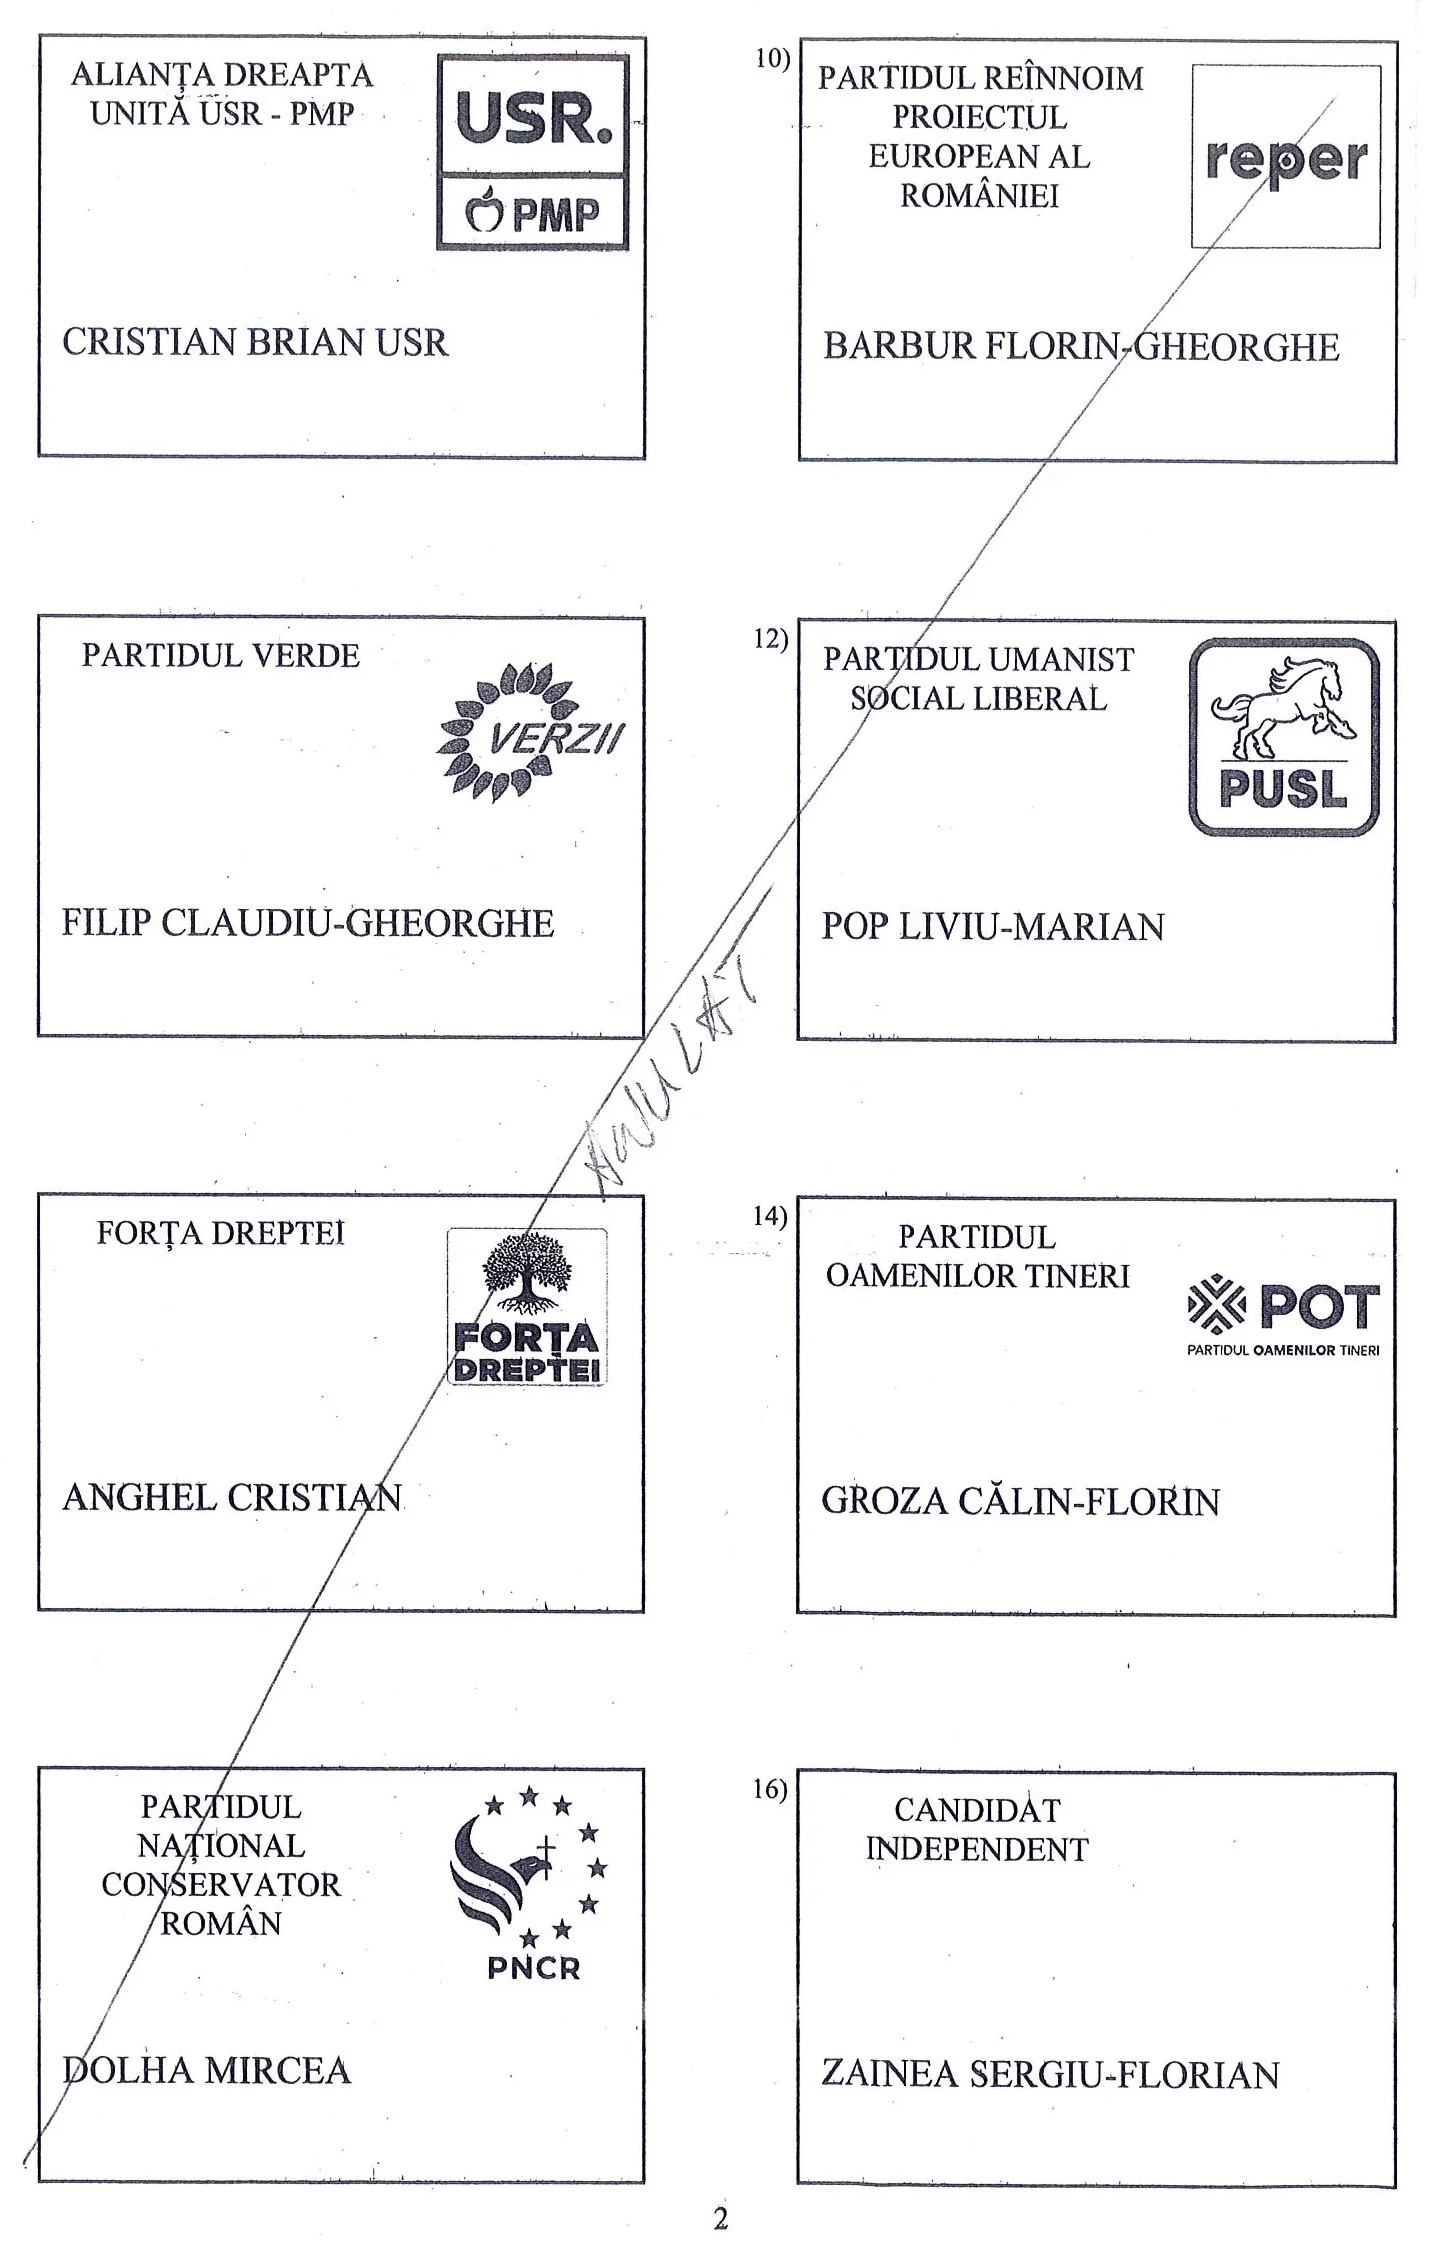 ALIANȚA DREAPTA
UNITĂ USR - PMP
USR.
PMP
CRISTIAN BRIAN USR
10)
PARTIDUL REÎNNOIM
PROIECTUL
EUROPEAN AL
ROMÂNIEI
reper
BARBUR FLORIN-GHEORGHE
PARTIDUL VERDE
VERZII
FILIP CLAUDIU-GHEORGHE
12)
PARTIDUL UMANIST
SOCIAL LIBERAL
PUSL
POP LIVIU-MARIAN
ANULAT
FORȚA DREPTEI
FORȚA
DREPTEI
ANGHEL CRISTIAN
14)
PARTIDUL
OAMENILOR TINERI
POT
PARTIDUL OAMENILOR TINERI
GROZA CĂLIN-FLORIN
PARTIDUL
NAȚIONAL
CONSERVATOR
ROMÂN
PNCR
DOLHA MIRCEA
16)
CANDIDAT
INDEPENDENT
ZAINEA SERGIU-FLORIAN
2